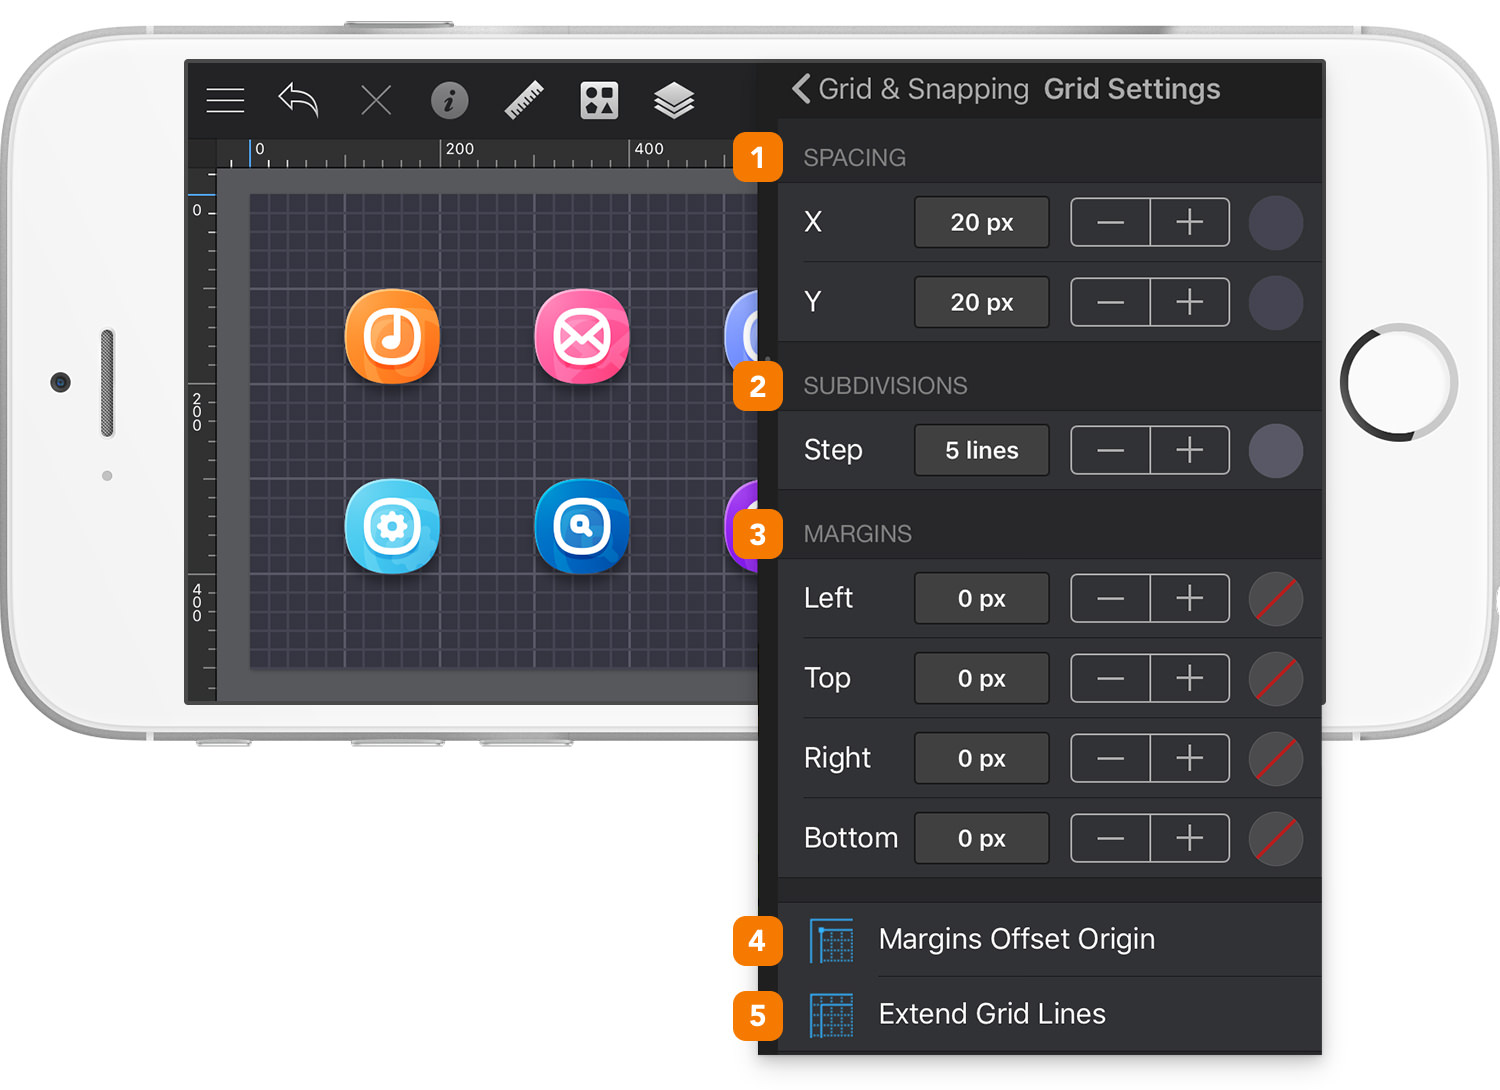 Grid & Snapping Grid Settings
0 200 400
1 SPACING
X 20 px
Y 20 px
2 SUBDIVISIONS
Step 5 lines
3 MARGINS
Left 0 px
Top 0 px
Right 0 px
Bottom 0 px
4 Margins Offset Origin
5 Extend Grid Lines
0
200
400